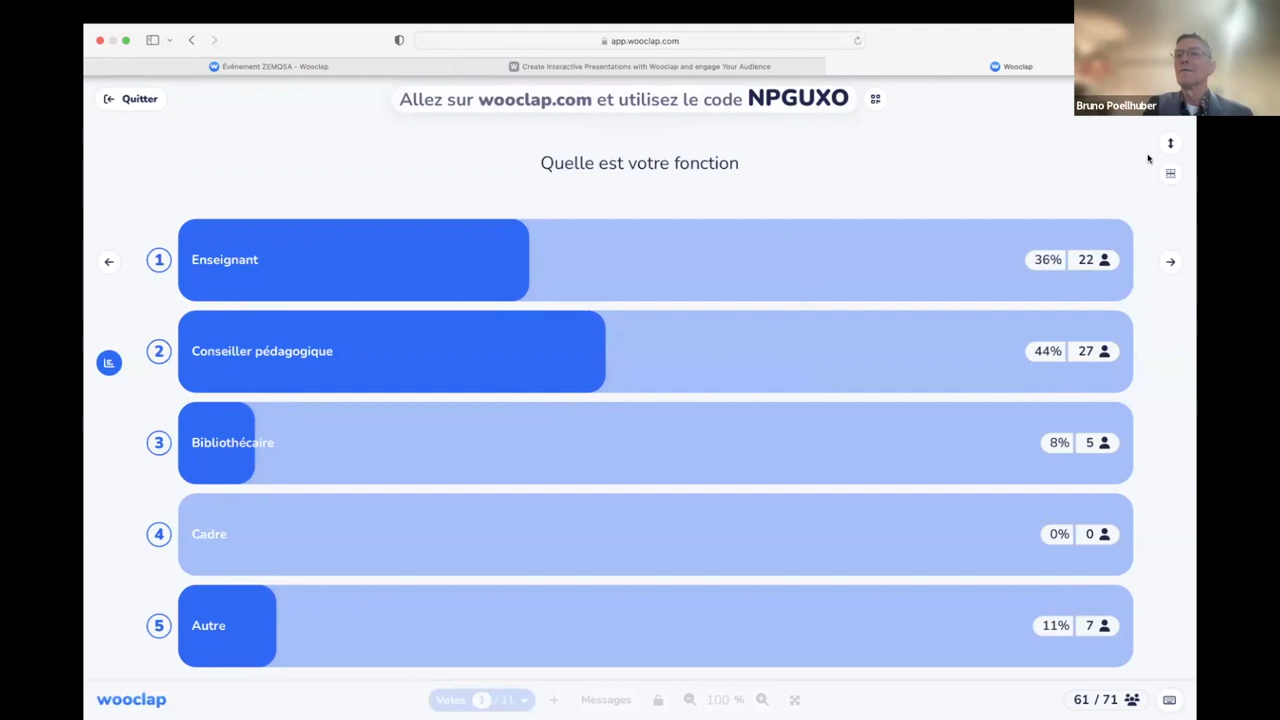 app.wooclap.com
Événement ZEMQSA - Wooclap
Create Interactive Presentations with Wooclap and engage Your Audience
Wooclap
Bruno Poellhuber
Quitter
Allez sur wooclap.com et utilisez le code NPGUXO
Quelle est votre fonction
1 Enseignant 36% 22
2 Conseiller pédagogique 44% 27
3 Bibliothécaire 8% 5
4 Cadre 0% 0
5 Autre 11% 7
wooclap
Votes 1 / 11
Messages
100 %
61 / 71